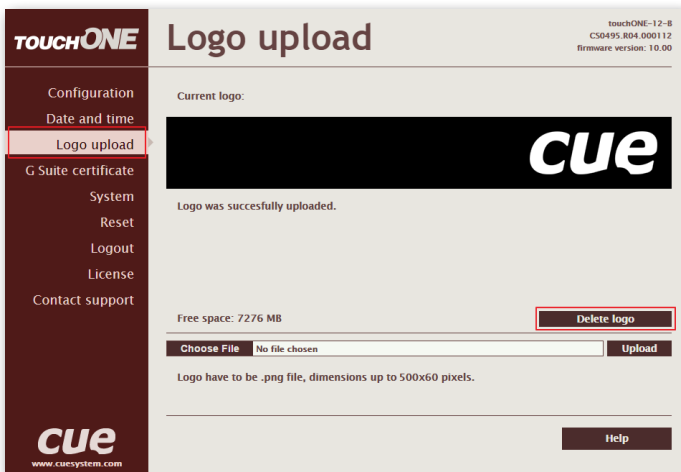 TOUCHONE
Logo upload
touchONE-12-B
CS0495.R04.000112
firmware version: 10.00
Configuration
Date and time
Logo upload
G Suite certificate
System
Reset
Logout
License
Contact support
Current logo:
cue
Logo was succesfully uploaded.
Free space: 7276 MB
Delete logo
Choose File No file chosen
Upload
Logo have to be .png file, dimensions up to 500x60 pixels.
cue
www.cuesystem.com
Help